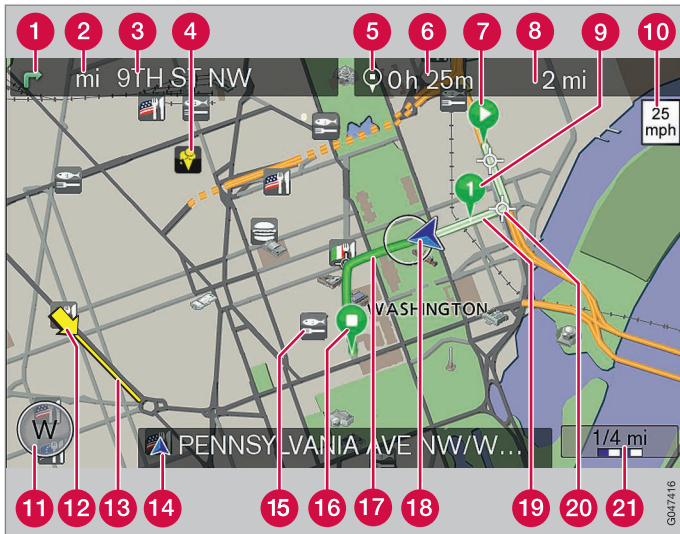 1 2 3 4 5 6 7 8 9 10
mi 9TH ST NW
0h 25m
2 mi
25
mph
1
WASHINGTON
W
PENNSYLVANIA AVE NW/W...
1/4 mi
11 12 13 14 15 16 17 18 19 20 21
G047416